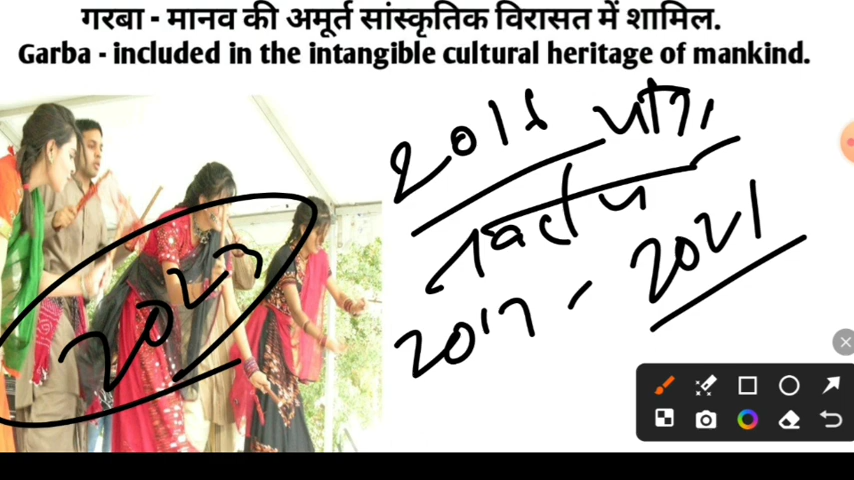 गरबा - मानव की अमूर्त सांस्कृतिक विरासत में शामिल.
Garba - included in the intangible cultural heritage of mankind.
योग
2017 - 2021
2023